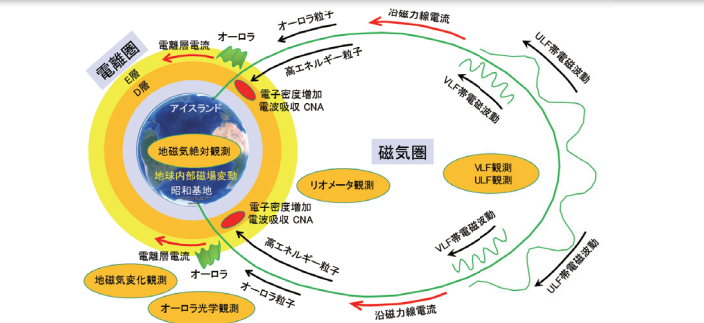 沿磁力線電流
オーロラ粒子
ULF帯電磁波動
オーロラ
電離層電流
高エネルギー粒子
電離圏
E層
D層
VLF帯電磁波動
電子密度増加
電波吸収 CNA
アイスランド
地磁気絶対観測
磁気圏
VLF観測
ULF観測
地球内部磁場変動
昭和基地
リオメータ観測
電子密度増加
電波吸収 CNA
VLF帯電磁波動
電離層電流
オーロラ
高エネルギー粒子
ULF帯電磁波動
地磁気変化観測
オーロラ粒子
オーロラ光学観測
沿磁力線電流